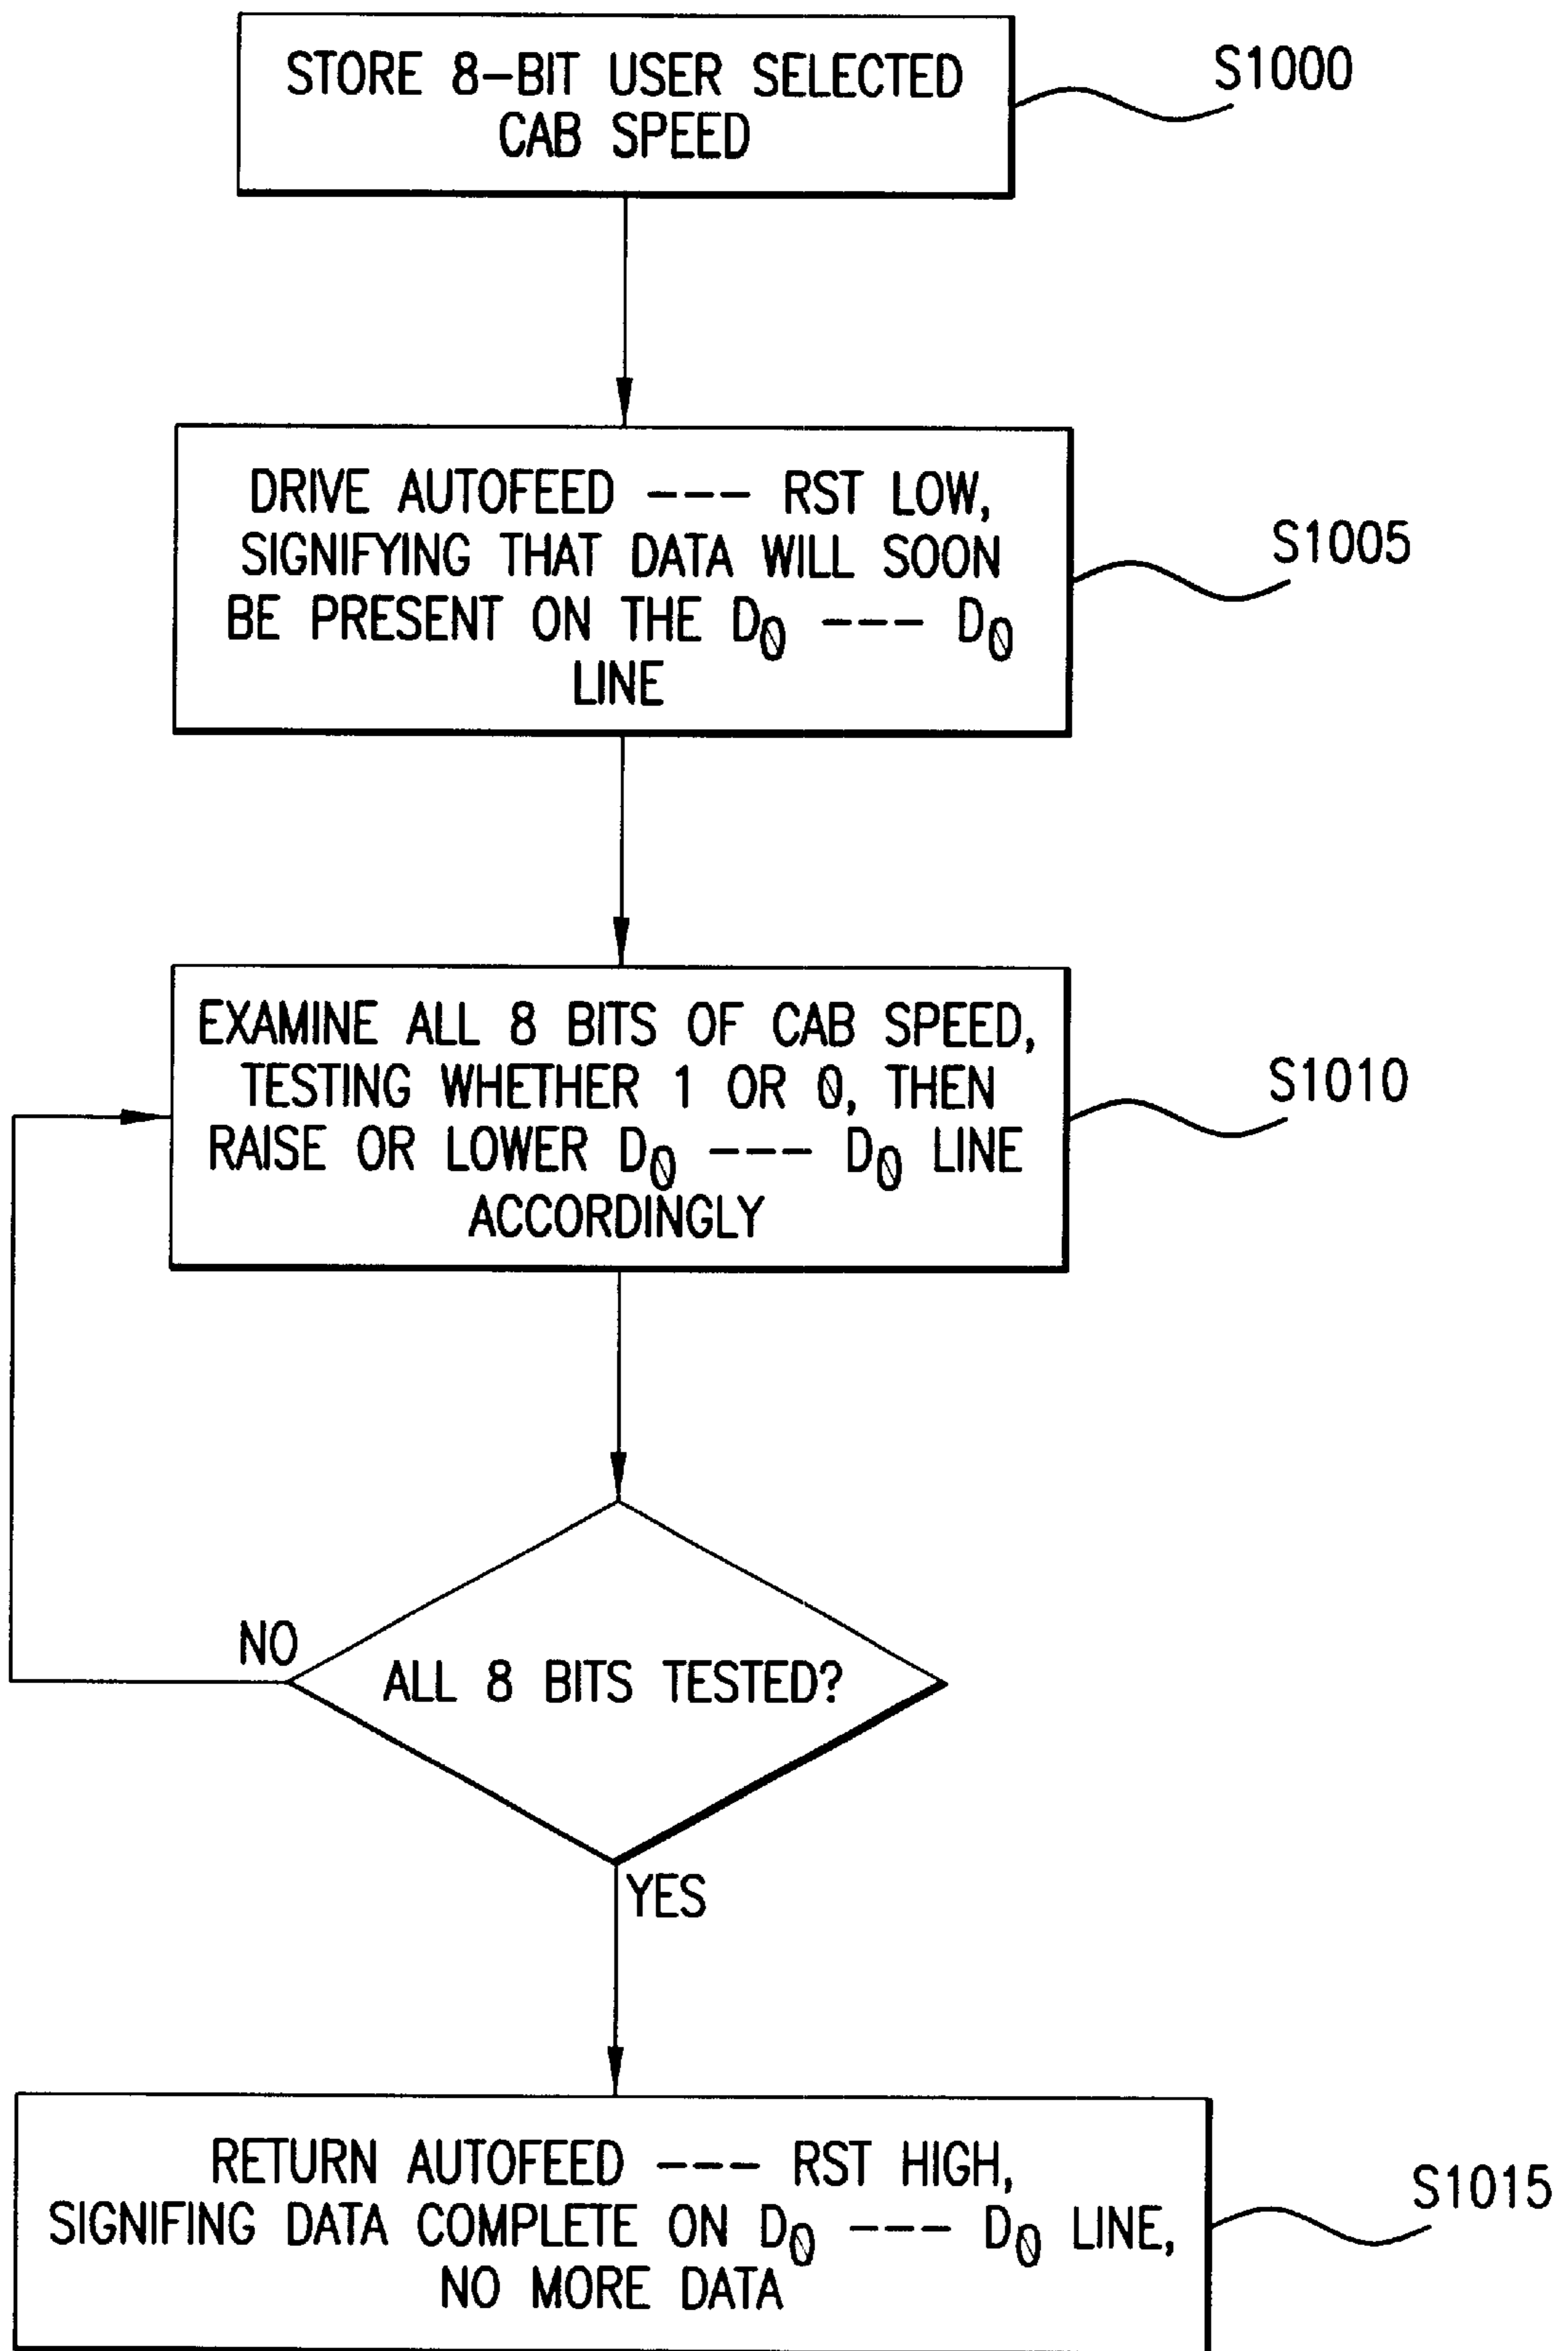 STORE 8-BIT USER SELECTED
CAB SPEED
S1000
DRIVE AUTOFEED --- RST LOW,
SIGNIFYING THAT DATA WILL SOON
BE PRESENT ON THE D0 --- D0
LINE
S1005
EXAMINE ALL 8 BITS OF CAB SPEED,
TESTING WHETHER 1 OR 0, THEN
RAISE OR LOWER D0 --- D0 LINE
ACCORDINGLY
S1010
NO
ALL 8 BITS TESTED?
YES
RETURN AUTOFEED --- RST HIGH,
SIGNIFING DATA COMPLETE ON D0 --- D0 LINE,
NO MORE DATA
S1015